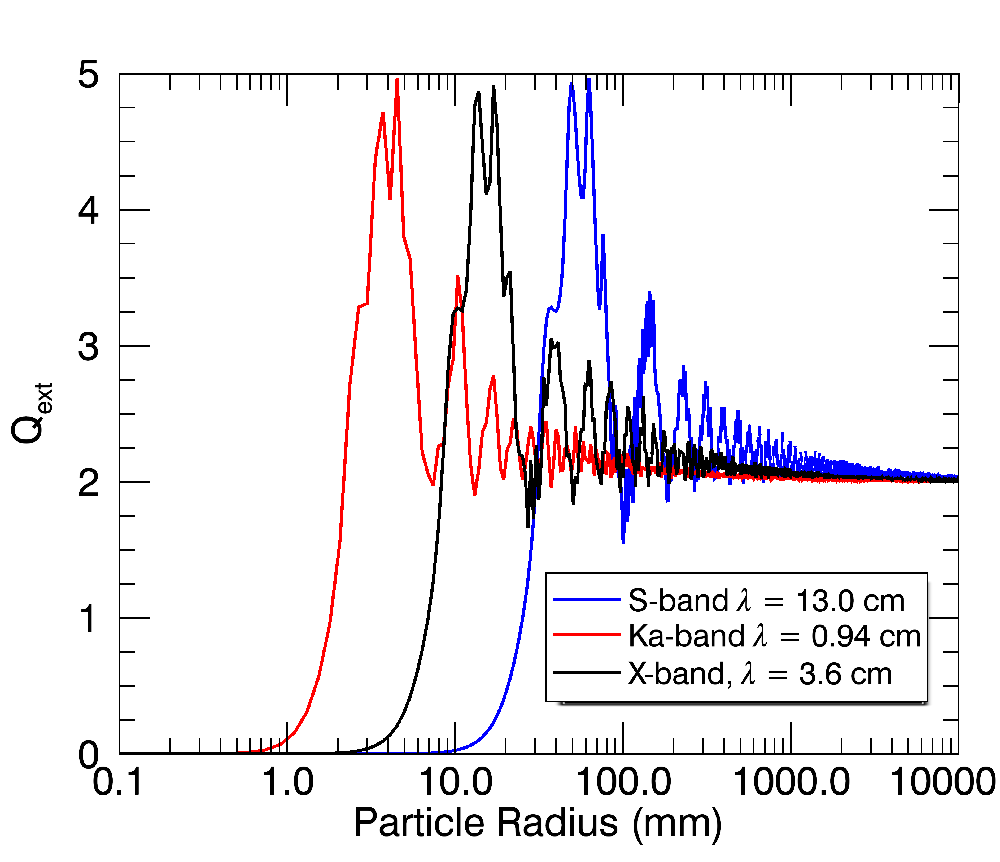 5
4
3
2
1
0
Qext
0.1 1.0 10.0 100.0 1000.0 10000
Particle Radius (mm)
S-band λ = 13.0 cm
Ka-band λ = 0.94 cm
X-band, λ = 3.6 cm